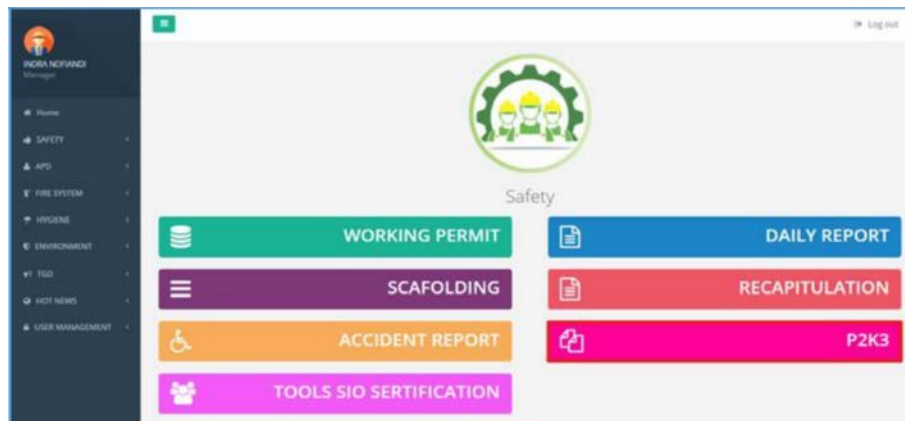 Log out
INDRA NOFIANDI
Manager
Home
SAFETY
APD
FIRE SYSTEM
HYGIENE
ENVIRONMENT
TGD
HOT NEWS
USER MANAGEMENT
Safety
WORKING PERMIT
DAILY REPORT
SCAFOLDING
RECAPITULATION
ACCIDENT REPORT
P2K3
TOOLS SIO SERTIFICATION